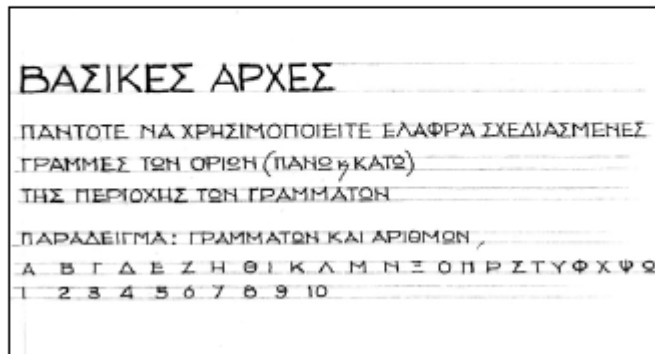 ΒΑΣΙΚΕΣ ΑΡΧΕΣ
ΠΑΝΤΟΤΕ ΝΑ ΧΡΗΣΙΜΟΠΟΙΕΙΤΕ ΕΛΑΦΡΑ ΣΧΕΔΙΑΣΜΕΝΕΣ
ΓΡΑΜΜΕΣ ΤΩΝ ΟΡΙΩΝ (ΠΑΝΩ ϗ ΚΑΤΩ)
ΤΗΣ ΠΕΡΙΟΧΗΣ ΤΩΝ ΓΡΑΜΜΑΤΩΝ
ΠΑΡΑΔΕΙΓΜΑ: ΓΡΑΜΜΑΤΩΝ ΚΑΙ ΑΡΙΘΜΩΝ,
Α Β Γ Δ Ε Ζ Η Θ Ι Κ Λ Μ Ν Ξ Ο Π Ρ Σ Τ Υ Φ Χ Ψ Ω
1 2 3 4 5 6 7 8 9 10